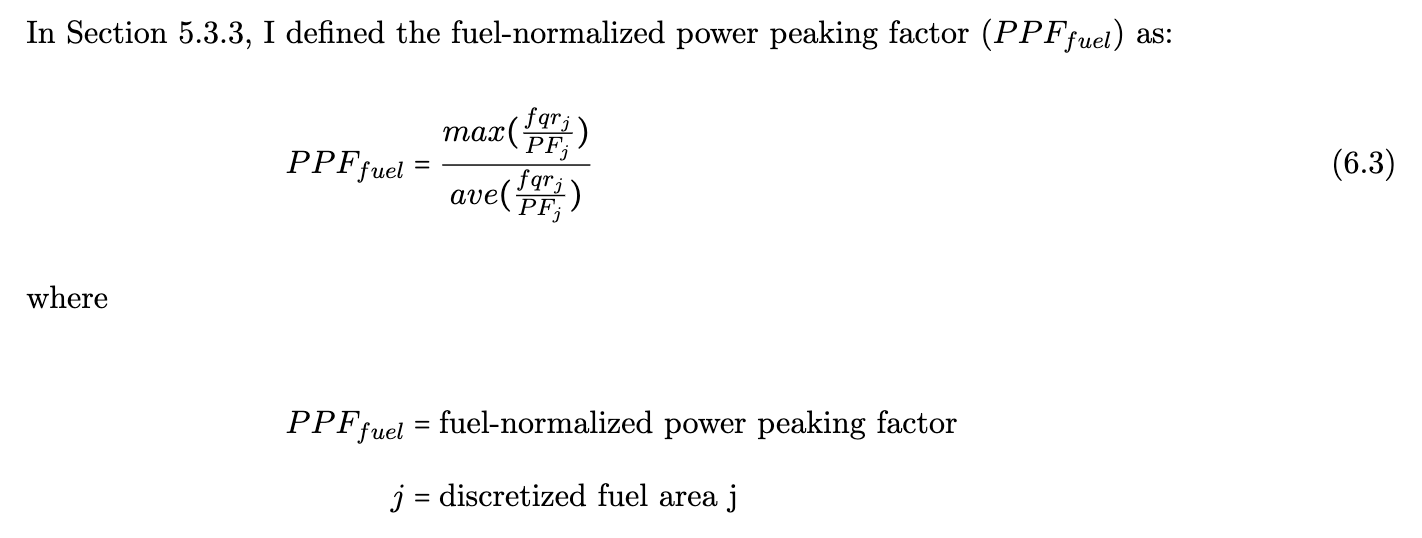 In Section 5.3.3, I defined the fuel-normalized power peaking factor (PPF_{fuel}) as:
PPF_{fuel} = \frac{max(\frac{fqr_j}{PF_j})}{ave(\frac{fqr_j}{PF_j})} (6.3)
where
PPF_{fuel} = fuel-normalized power peaking factor
j = discretized fuel area j